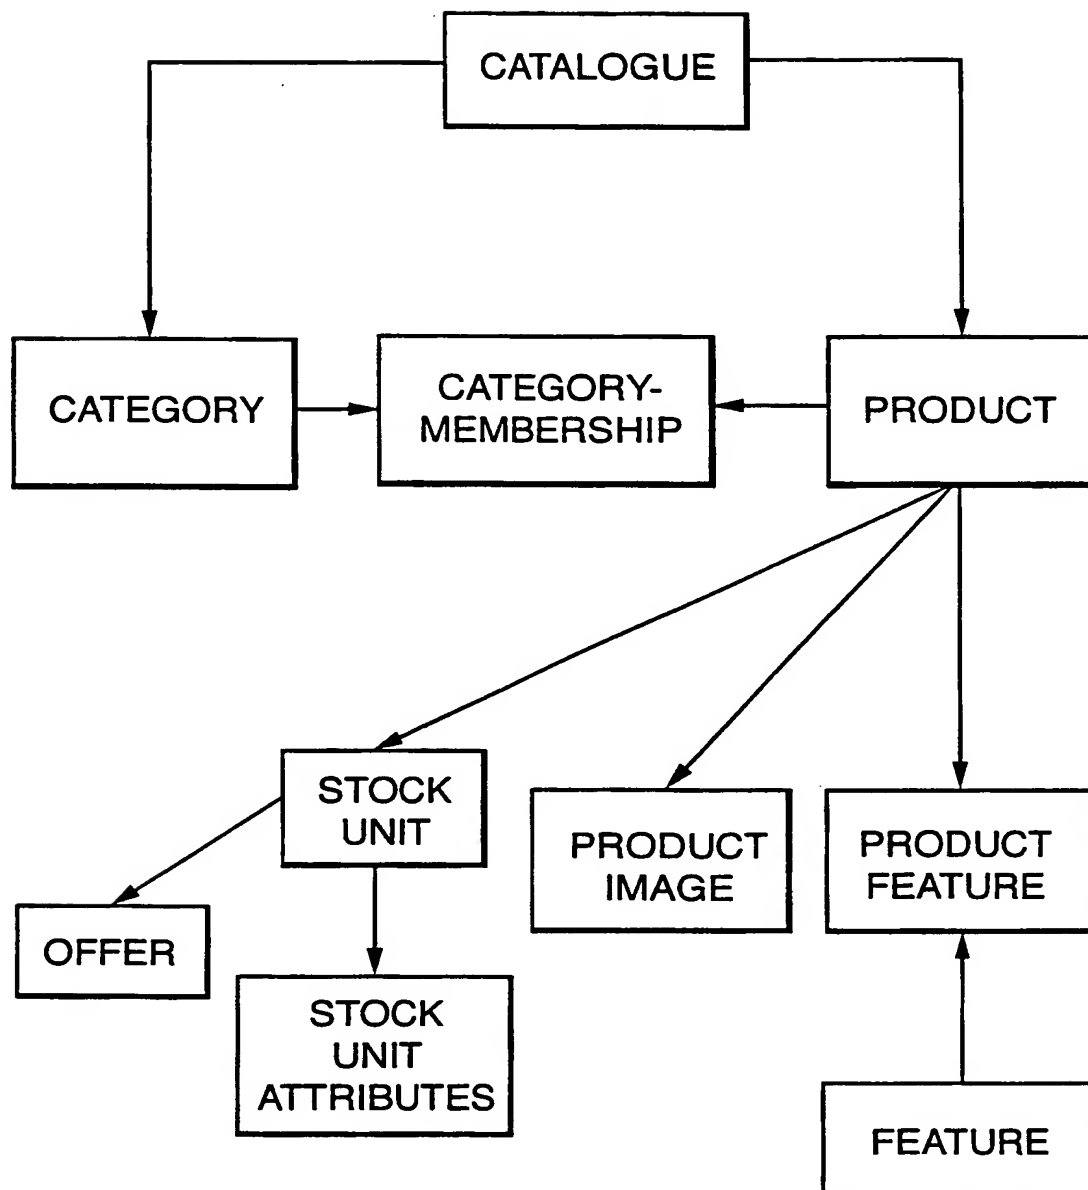 CATALOGUE
CATEGORY
CATEGORY-
MEMBERSHIP
PRODUCT
STOCK
UNIT
PRODUCT
IMAGE
PRODUCT
FEATURE
OFFER
STOCK
UNIT
ATTRIBUTES
FEATURE